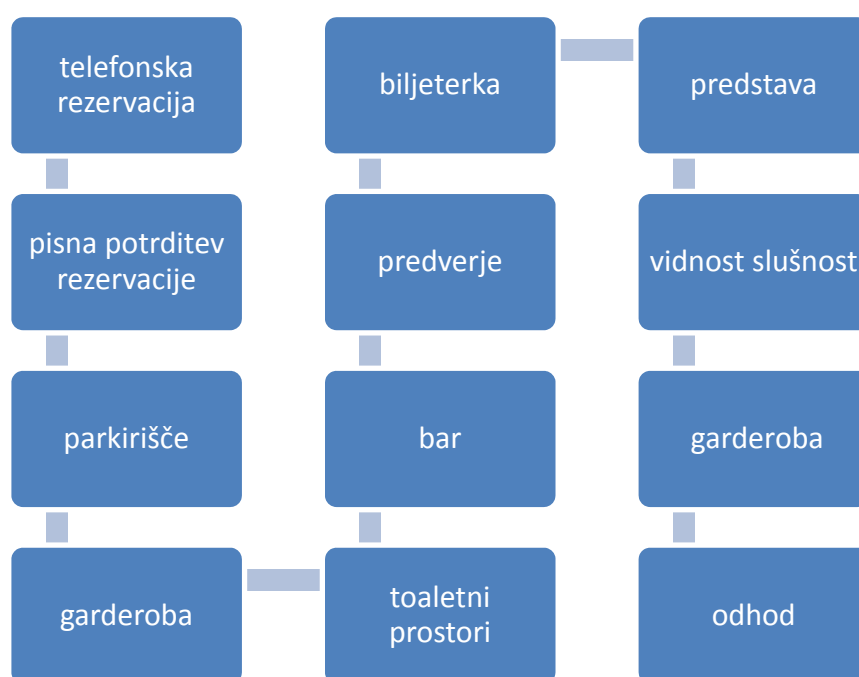 telefonska
rezervacija
pisna potrditev
rezervacije
parkirišče
garderoba
toaletni
prostori
bar
predverje
biljeterka
predstava
vidnost slušnost
garderoba
odhod